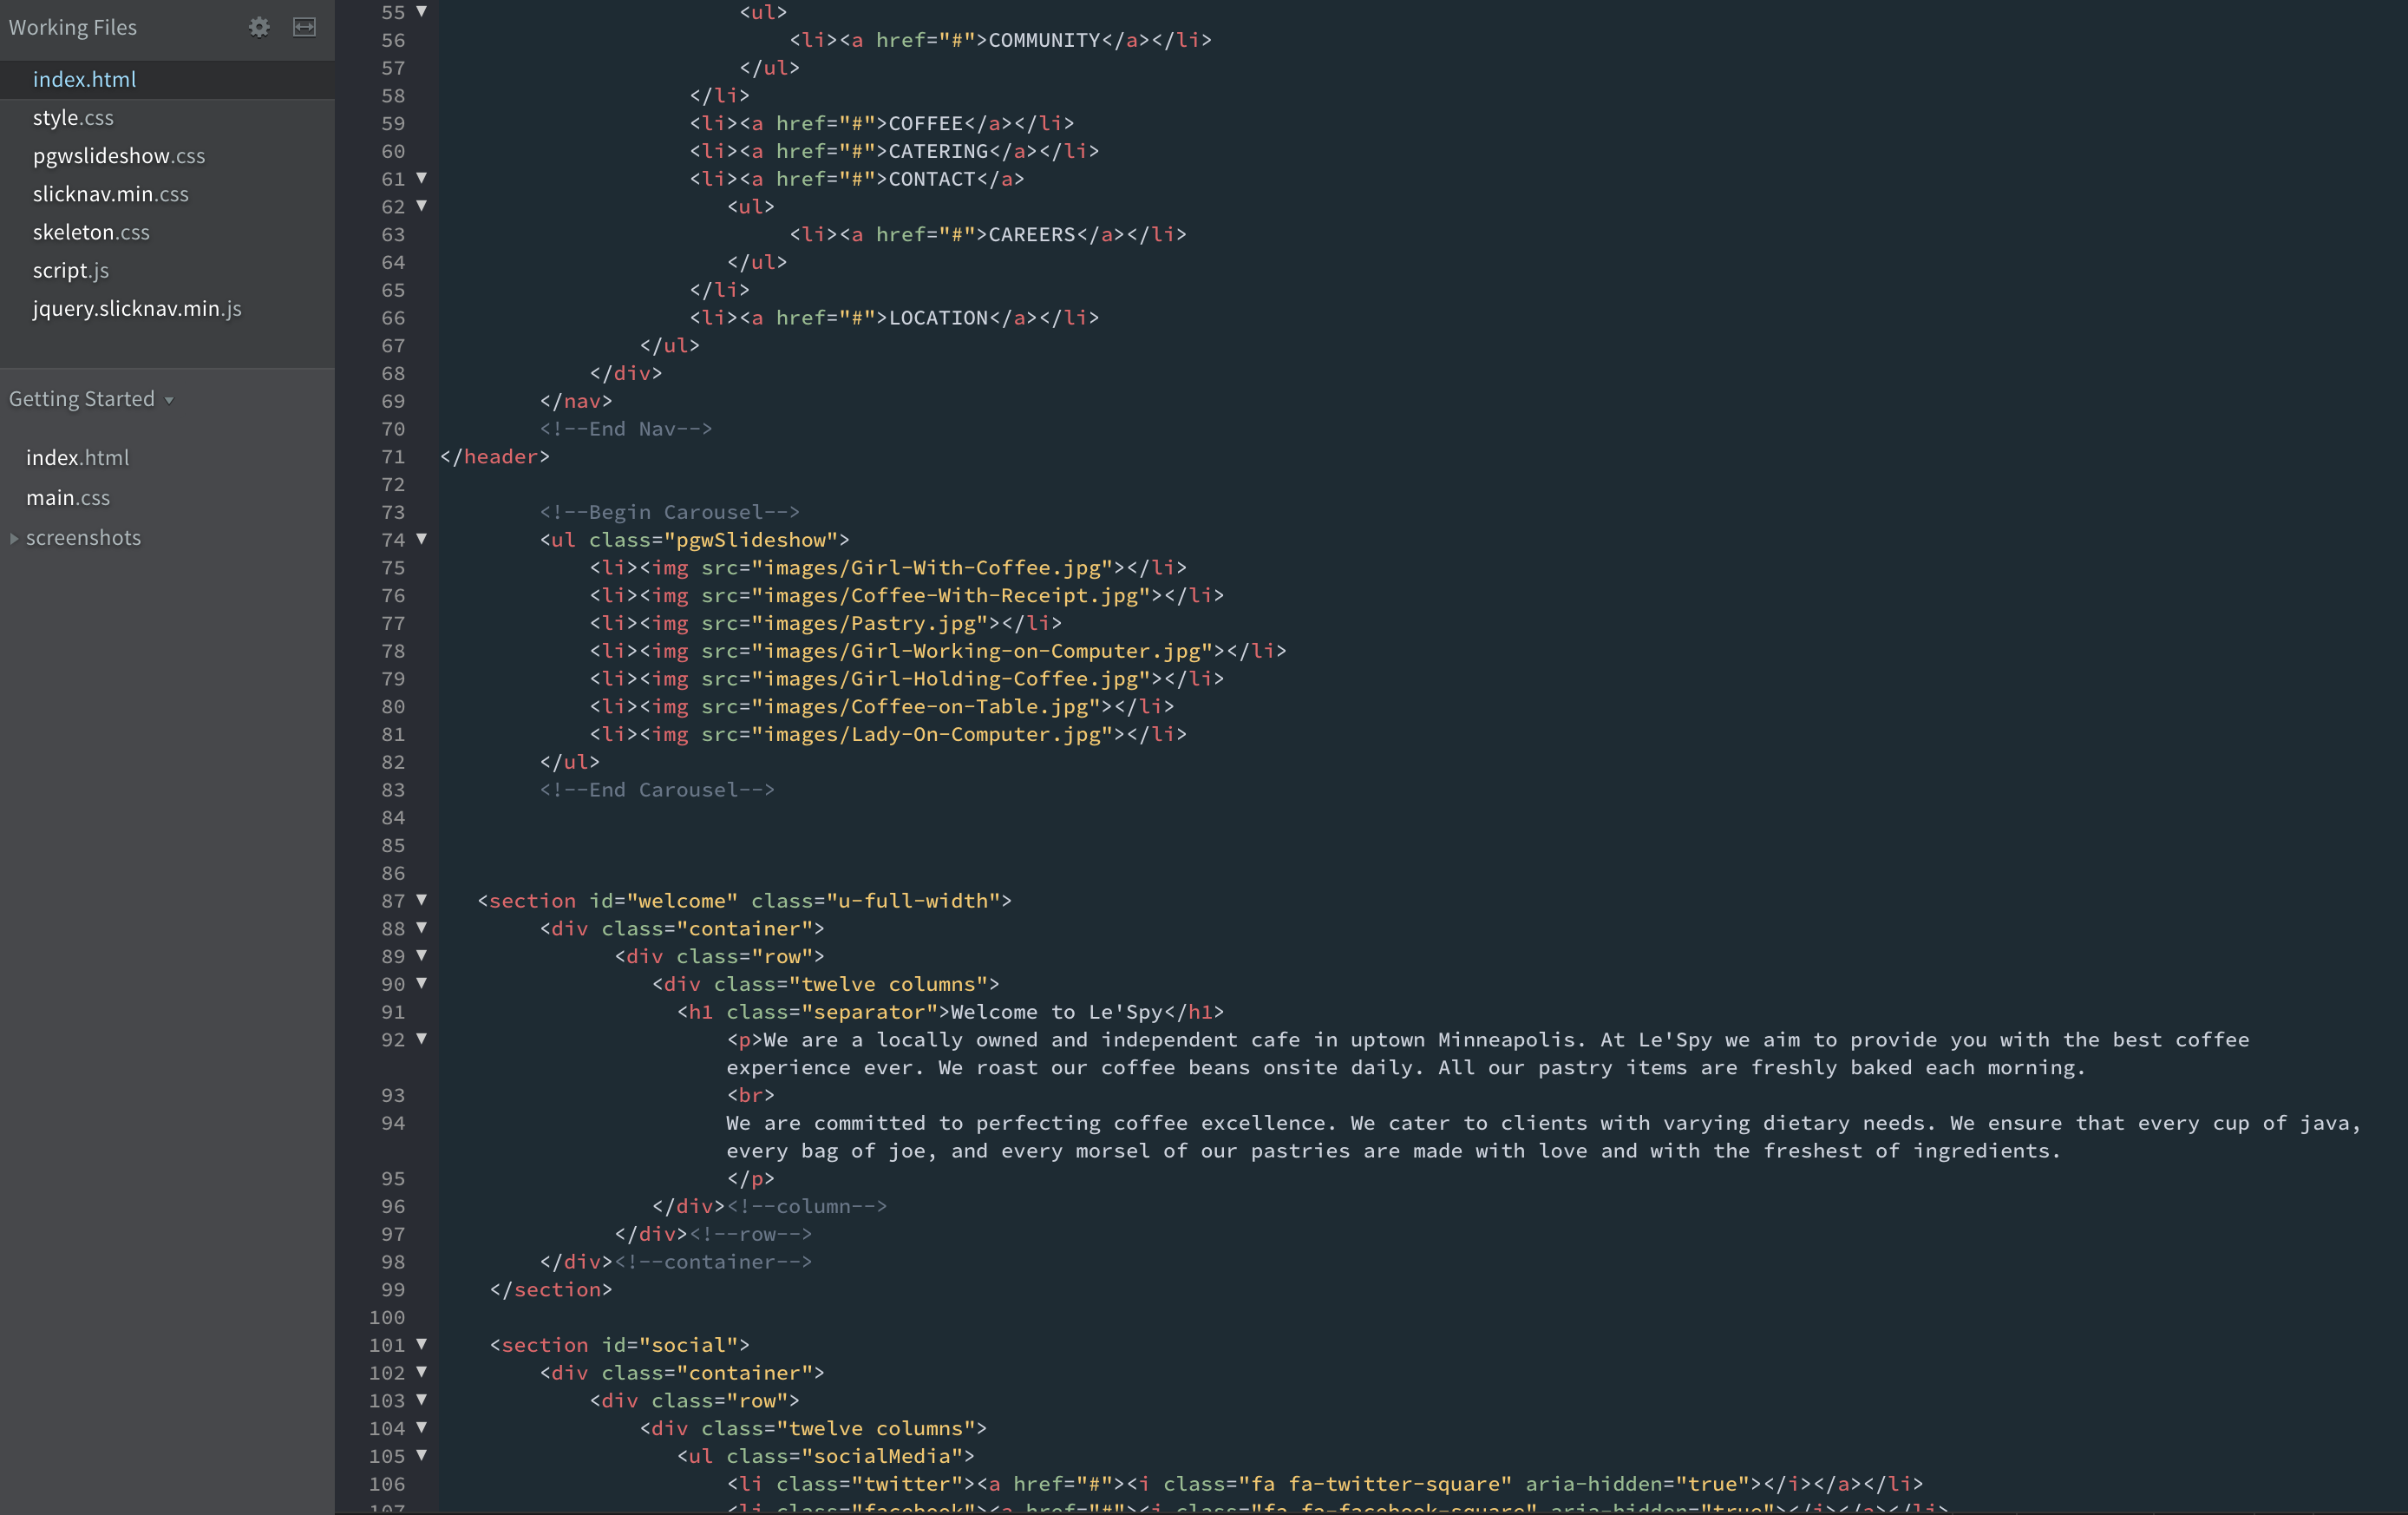 Working Files
index.html
style.css
pgwslideshow.css
slicknav.min.css
skeleton.css
script.js
jquery.slicknav.min.js
Getting Started
index.html
main.css
screenshots
55 <ul>
56 <li><a href="#">COMMUNITY</a></li>
57 </ul>
58 </li>
59 <li><a href="#">COFFEE</a></li>
60 <li><a href="#">CATERING</a></li>
61 <li><a href="#">CONTACT</a>
62 <ul>
63 <li><a href="#">CAREERS</a></li>
64 </ul>
65 </li>
66 <li><a href="#">LOCATION</a></li>
67 </ul>
68 </div>
69 </nav>
70 <!--End Nav-->
71 </header>
72
73 <!--Begin Carousel-->
74 <ul class="pgwSlideshow">
75 <li><img src="images/Girl-With-Coffee.jpg"></li>
76 <li><img src="images/Coffee-With-Receipt.jpg"></li>
77 <li><img src="images/Pastry.jpg"></li>
78 <li><img src="images/Girl-Working-on-Computer.jpg"></li>
79 <li><img src="images/Girl-Holding-Coffee.jpg"></li>
80 <li><img src="images/Coffee-on-Table.jpg"></li>
81 <li><img src="images/Lady-On-Computer.jpg"></li>
82 </ul>
83 <!--End Carousel-->
84
85
86
87 <section id="welcome" class="u-full-width">
88 <div class="container">
89 <div class="row">
90 <div class="twelve columns">
91 <h1 class="separator">Welcome to Le'Spy</h1>
92 <p>We are a locally owned and independent cafe in uptown Minneapolis. At Le'Spy we aim to provide you with the best coffee
experience ever. We roast our coffee beans onsite daily. All our pastry items are freshly baked each morning.
93 <br>
94 We are committed to perfecting coffee excellence. We cater to clients with varying dietary needs. We ensure that every cup of java,
every bag of joe, and every morsel of our pastries are made with love and with the freshest of ingredients.
95 </p>
96 </div><!--column-->
97 </div><!--row-->
98 </div><!--container-->
99 </section>
100
101 <section id="social">
102 <div class="container">
103 <div class="row">
104 <div class="twelve columns">
105 <ul class="socialMedia">
106 <li class="twitter"><a href="#"><i class="fa fa-twitter-square" aria-hidden="true"></i></a></li>
107 <li class="facebook"><a href="#"><i class="fa fa-facebook-square" aria-hidden="true"></i></a></li>